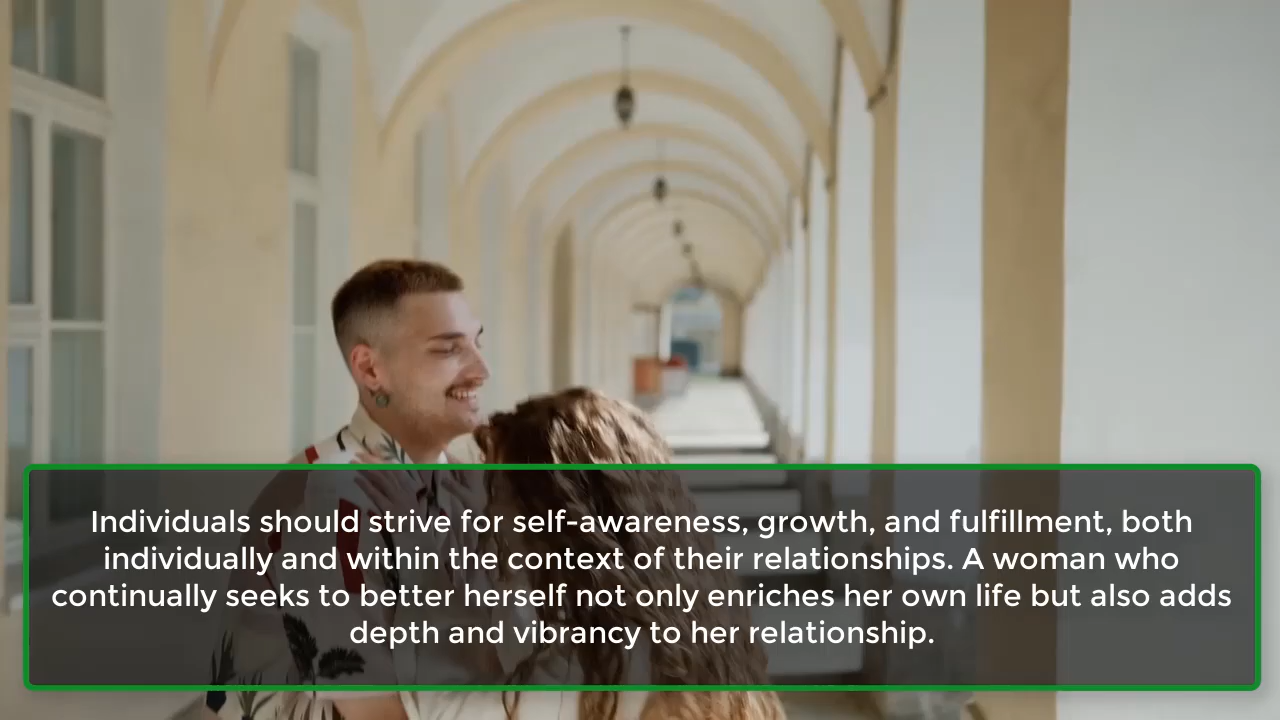 Individuals should strive for self-awareness, growth, and fulfillment, both
individually and within the context of their relationships. A woman who
continually seeks to better herself not only enriches her own life but also adds
depth and vibrancy to her relationship.